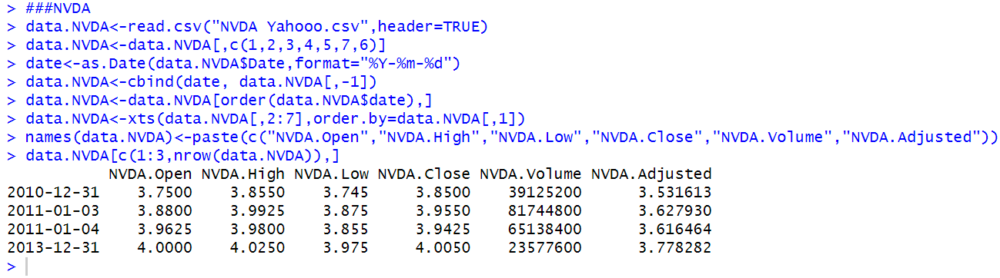 > ###NVDA
> data.NVDA<-read.csv("NVDA Yahooo.csv",header=TRUE)
> data.NVDA<-data.NVDA[,c(1,2,3,4,5,7,6)]
> date<-as.Date(data.NVDA$Date,format="%Y-%m-%d")
> data.NVDA<-cbind(date, data.NVDA[,-1])
> data.NVDA<-data.NVDA[order(data.NVDA$date),]
> data.NVDA<-xts(data.NVDA[,2:7],order.by=data.NVDA[,1])
> names(data.NVDA)<-paste(c("NVDA.Open","NVDA.High","NVDA.Low","NVDA.Close","NVDA.Volume","NVDA.Adjusted"))
> data.NVDA[c(1:3,nrow(data.NVDA)),]
           NVDA.Open NVDA.High NVDA.Low NVDA.Close NVDA.Volume NVDA.Adjusted
2010-12-31    3.7500    3.8550    3.745     3.8500    39125200      3.531613
2011-01-03    3.8800    3.9925    3.875     3.9550    81744800      3.627930
2011-01-04    3.9625    3.9800    3.855     3.9425    65138400      3.616464
2013-12-31    4.0000    4.0250    3.975     4.0050    23577600      3.778282
>